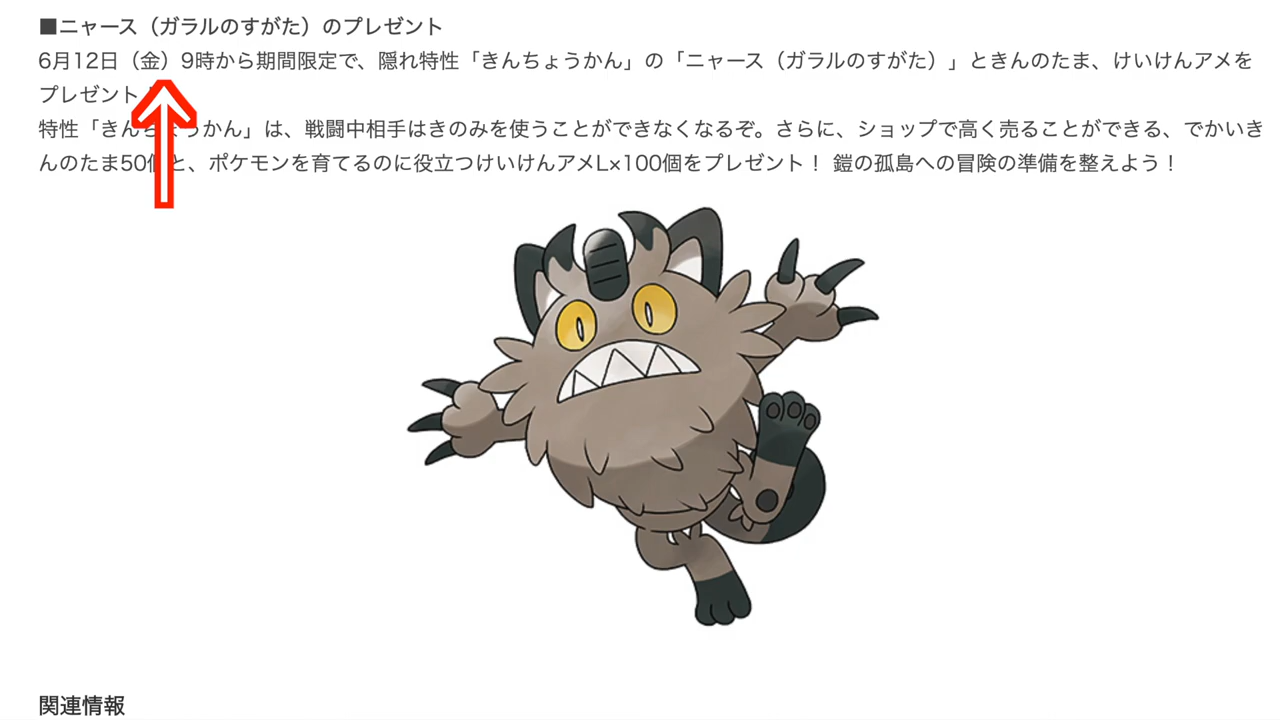 ■ニャース（ガラルのすがた）のプレゼント
6月12日（金）9時から期間限定で、隠れ特性「きんちょうかん」の「ニャース（ガラルのすがた）」ときんのたま、けいけんアメを
プレゼント！
特性「きんちょうかん」は、戦闘中相手はきのみを使うことができなくなるぞ。さらに、ショップで高く売ることができる、でかいき
んのたま50個と、ポケモンを育てるのに役立つけいけんアメL×100個をプレゼント！ 鎧の孤島への冒険の準備を整えよう！
関連情報